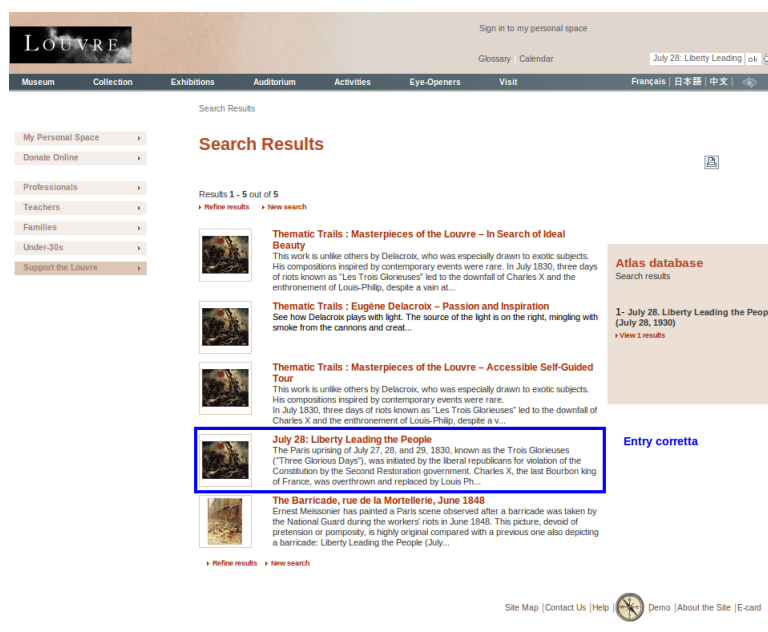 LOUVRE
Sign in to my personal space
Glossary | Calendar
July 28: Liberty Leading ok
Museum Collection Exhibitions Auditorium Activities Eye-Openers Visit Français | 日本語 | 中文 |
Search Results
My Personal Space
Donate Online
Professionals
Teachers
Families
Under-30s
Support the Louvre
Search Results
Results 1 - 5 out of 5
Refine results New search
Thematic Trails : Masterpieces of the Louvre – In Search of Ideal
Beauty
This work is unlike others by Delacroix, who was especially drawn to exotic subjects.
His compositions inspired by contemporary events were rare. In July 1830, three days
of riots known as "Les Trois Glorieuses" led to the downfall of Charles X and the
enthronement of Louis-Philip, despite a vain at...
Thematic Trails : Eugène Delacroix – Passion and Inspiration
See how Delacroix plays with light. The source of the light is on the right, mingling with
smoke from the cannons and creat...
Thematic Trails : Masterpieces of the Louvre – Accessible Self-Guided
Tour
This work is unlike others by Delacroix, who was especially drawn to exotic subjects.
His compositions inspired by contemporary events were rare.
In July 1830, three days of riots known as "Les Trois Glorieuses" led to the downfall of
Charles X and the enthronement of Louis-Philip, despite a v...
July 28: Liberty Leading the People
The Paris uprising of July 27, 28, and 29, 1830, known as the Trois Glorieuses
("Three Glorious Days"), was initiated by the liberal republicans for violation of the
Constitution by the Second Restoration government. Charles X, the last Bourbon king
of France, was overthrown and replaced by Louis Ph...
The Barricade, rue de la Mortellerie, June 1848
Ernest Meissonier has painted a Paris scene observed after a barricade was taken by
the National Guard during the workers' riots in June 1848. This picture, devoid of
pretension or pomposity, is highly original compared with a previous one also depicting
a barricade: Liberty Leading the People (July...
Refine results New search
Atlas database
Search results
1- July 28. Liberty Leading the Peop
(July 28, 1930)
View 1 results
Entry corretta
Site Map |Contact Us |Help | Demo |About the Site |E-card